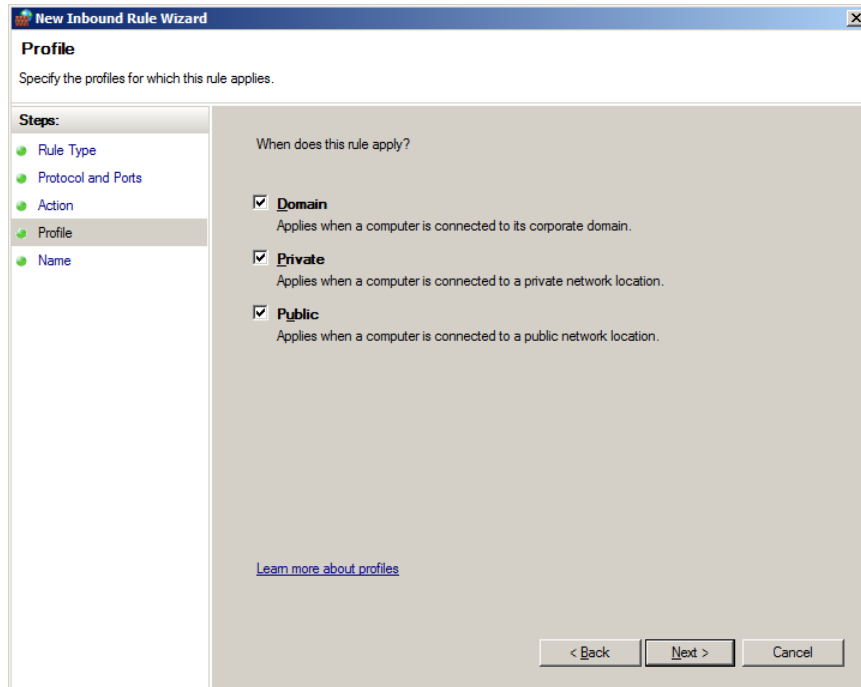 New Inbound Rule Wizard
Profile
Specify the profiles for which this rule applies.
Steps:
Rule Type
Protocol and Ports
Action
Profile
Name
When does this rule apply?
Domain
Applies when a computer is connected to its corporate domain.
Private
Applies when a computer is connected to a private network location.
Public
Applies when a computer is connected to a public network location.
Learn more about profiles
< Back
Next >
Cancel